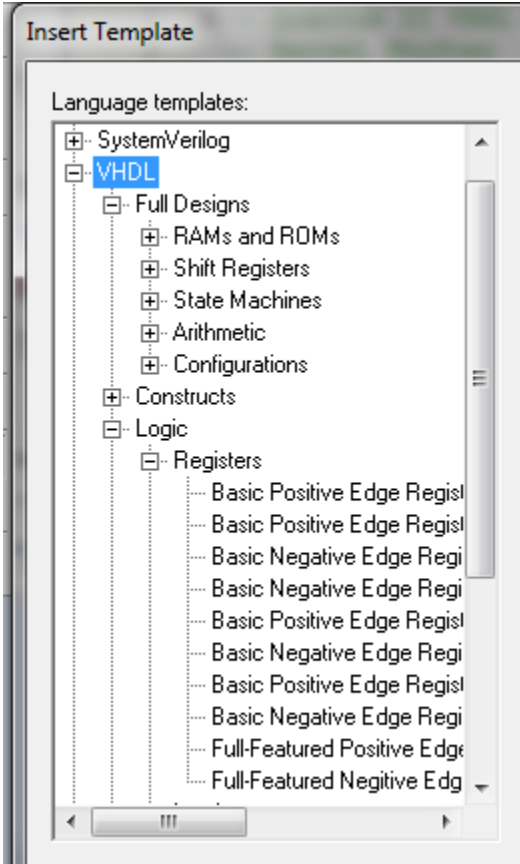 Insert Template
Language templates:
SystemVerilog
VHDL
Full Designs
RAMs and ROMs
Shift Registers
State Machines
Arithmetic
Configurations
Constructs
Logic
Registers
Basic Positive Edge Regist
Basic Positive Edge Regist
Basic Negative Edge Regi
Basic Negative Edge Regi
Basic Positive Edge Regist
Basic Negative Edge Regi
Basic Positive Edge Regist
Basic Negative Edge Regi
Full-Featured Positive Edge
Full-Featured Negitive Edg